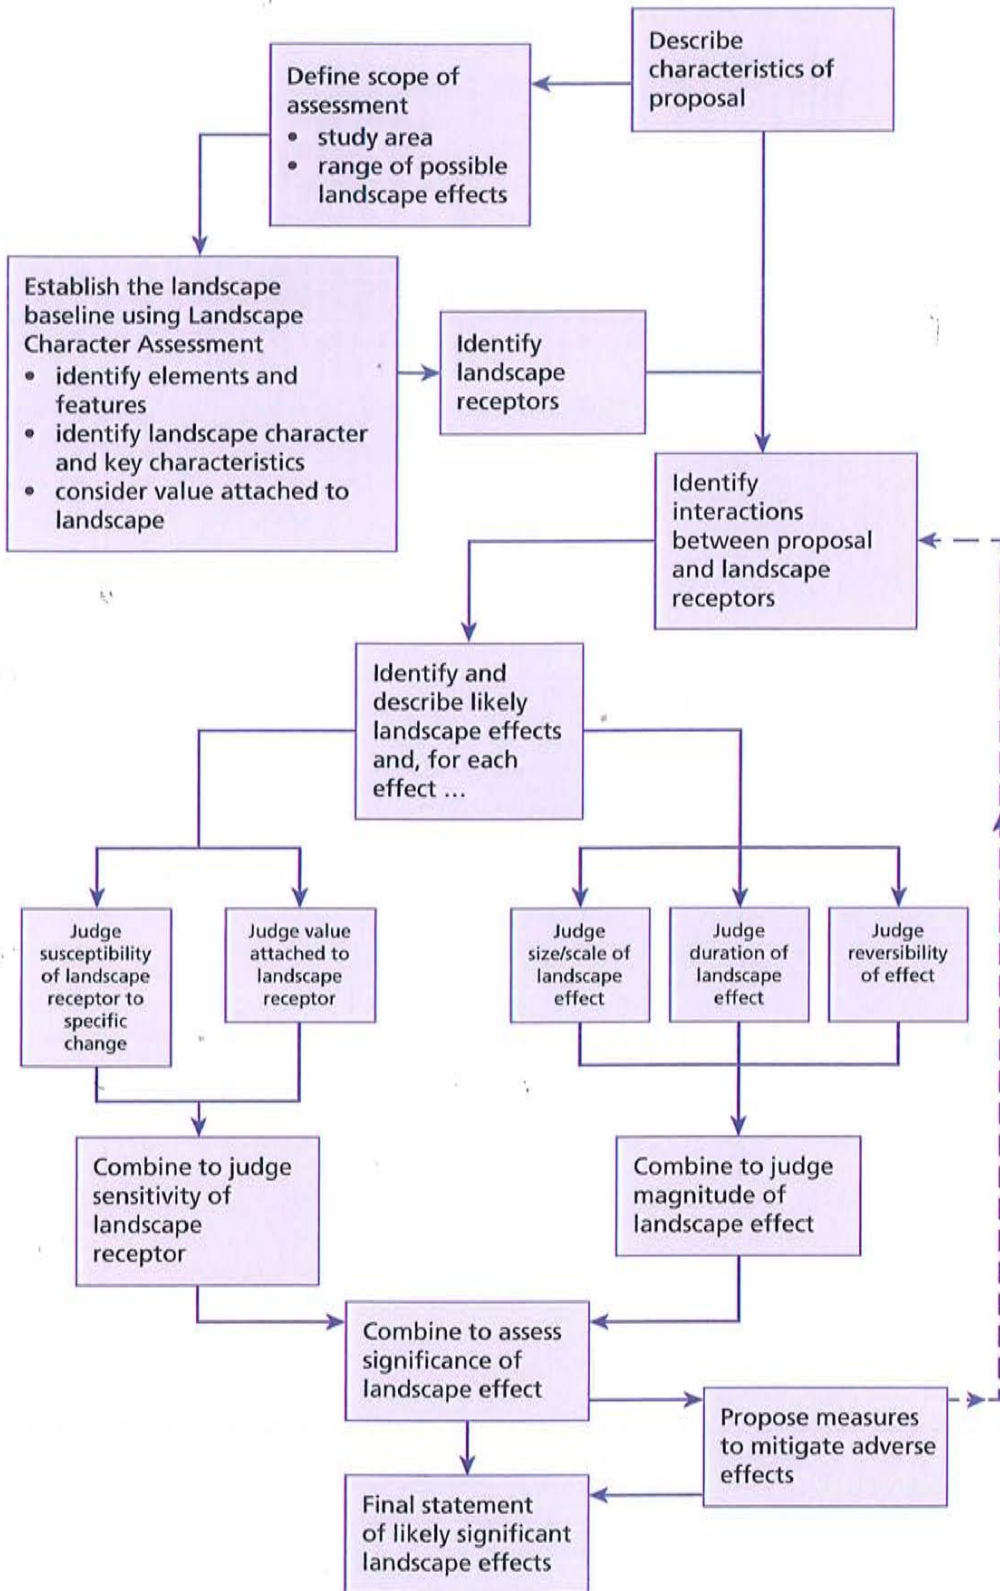 Describe
characteristics of
proposal
Define scope of
assessment
• study area
• range of possible
landscape effects
Establish the landscape
baseline using Landscape
Character Assessment
• identify elements and
features
• identify landscape character
and key characteristics
• consider value attached to
landscape
Identify
landscape
receptors
Identify
interactions
between proposal
and landscape
receptors
Identify and
describe likely
landscape effects
and, for each
effect ...
Judge
susceptibility
of landscape
receptor to
specific
change
Judge value
attached to
landscape
receptor
Judge
size/scale of
landscape
effect
Judge
duration of
landscape
effect
Judge
reversibility
of effect
Combine to judge
sensitivity of
landscape
receptor
Combine to judge
magnitude of
landscape effect
Combine to assess
significance of
landscape effect
Propose measures
to mitigate adverse
effects
Final statement
of likely significant
landscape effects